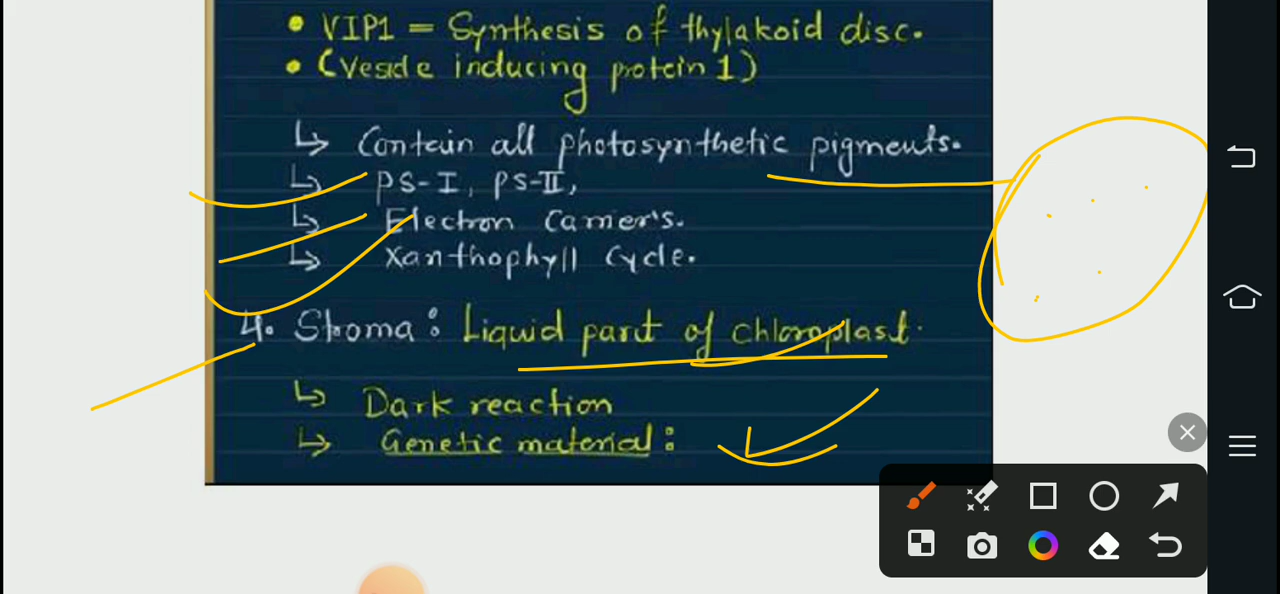 • VIP1 = Synthesis of thylakoid disc.
• (Vesicle inducing protein 1)
↳ Contain all photosynthetic pigments.
↳ PS-I, PS-II,
↳ Electron Carrier's.
↳ Xanthophyll Cycle.
4. Stroma : Liquid part of chloroplast.
↳ Dark reaction
↳ Genetic material :